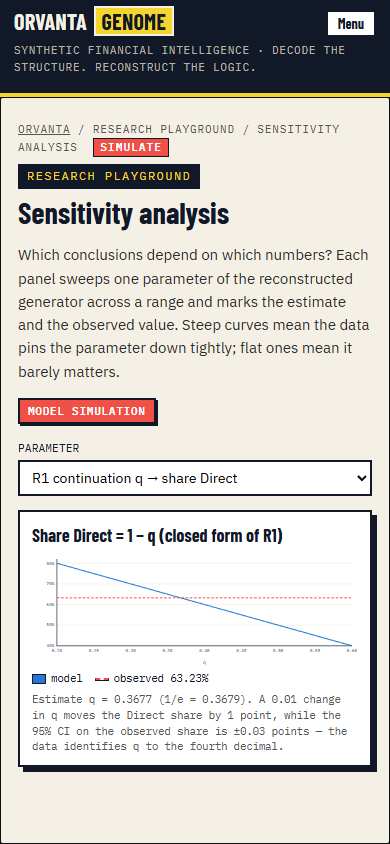 ORVANTA GENOME
Menu
SYNTHETIC FINANCIAL INTELLIGENCE · DECODE THE
STRUCTURE. RECONSTRUCT THE LOGIC.
ORVANTA / RESEARCH PLAYGROUND / SENSITIVITY
ANALYSIS SIMULATE
RESEARCH PLAYGROUND
Sensitivity analysis
Which conclusions depend on which numbers? Each
panel sweeps one parameter of the reconstructed
generator across a range and marks the estimate
and the observed value. Steep curves mean the data
pins the parameter down tightly; flat ones mean it
barely matters.
MODEL SIMULATION
PARAMETER
R1 continuation q → share Direct
Share Direct = 1 − q (closed form of R1)
q
model observed 63.23%
Estimate q = 0.3677 (1/e = 0.3679). A 0.01 change
in q moves the Direct share by 1 point, while the
95% CI on the observed share is ±0.03 points — the
data identifies q to the fourth decimal.